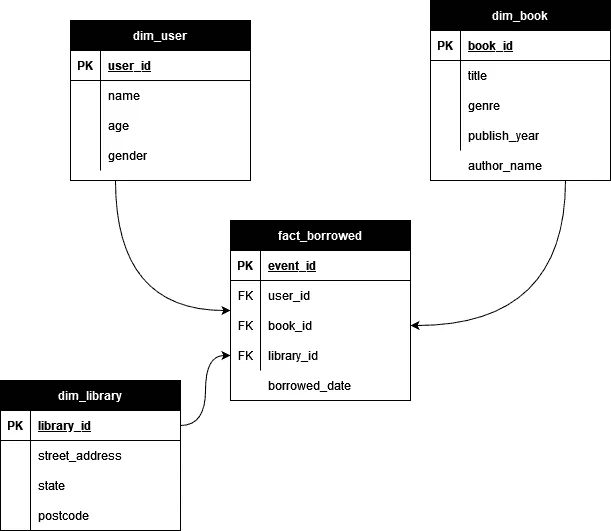 dim_user
PK user_id
name
age
gender
dim_book
PK book_id
title
genre
publish_year
author_name
fact_borrowed
PK event_id
FK user_id
FK book_id
FK library_id
borrowed_date
dim_library
PK library_id
street_address
state
postcode